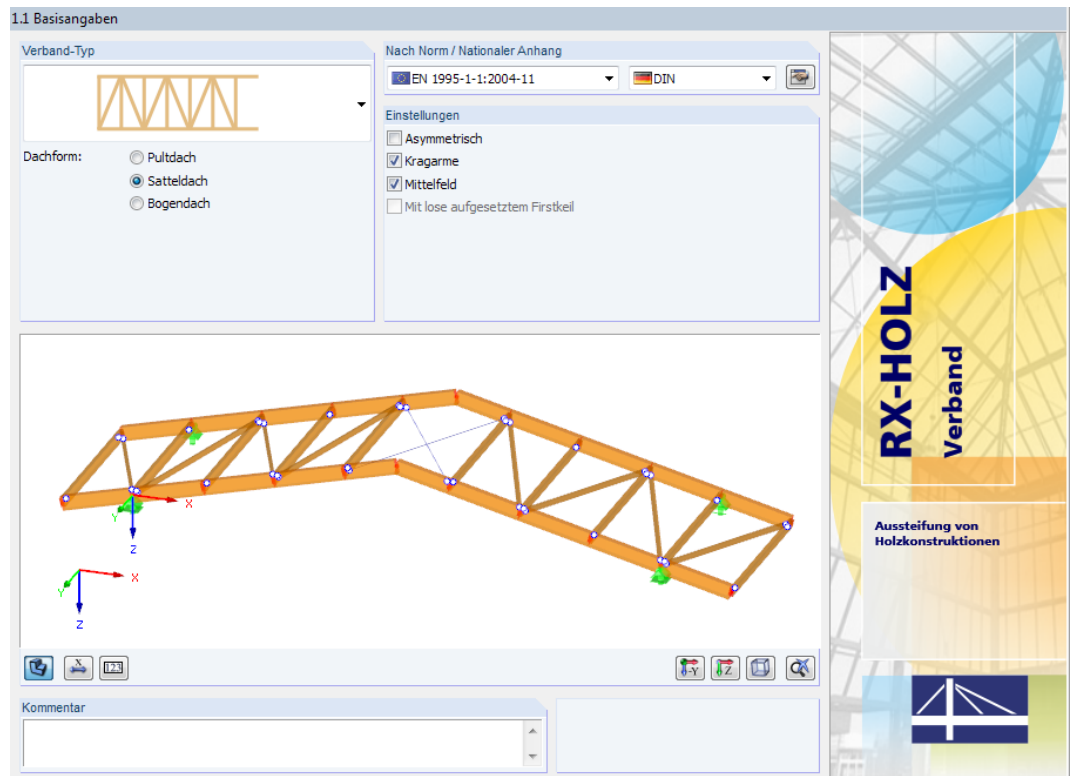 1.1 Basisangaben
Verband-Typ
Dachform:
Pultdach
Satteldach
Bogendach
Nach Norm / Nationaler Anhang
EN 1995-1-1:2004-11
DIN
Einstellungen
Asymmetrisch
Kragarme
Mittelfeld
Mit lose aufgesetztem Firstkeil
X
Y
Z
X
Y
Z
X
123
-Y
Z
Kommentar
RX-HOLZ
Verband
Aussteifung von
Holzkonstruktionen